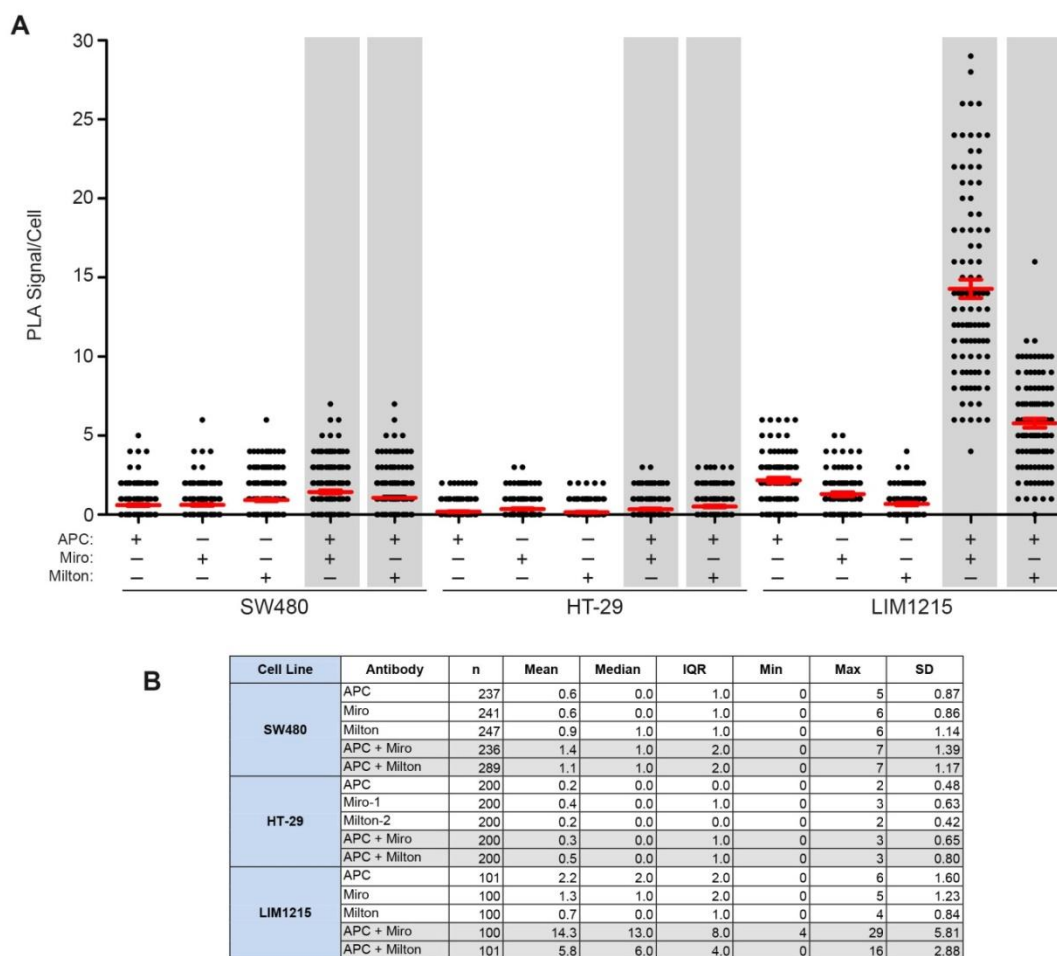 A
30
25
20
15
10
5
0
PLA Signal/Cell
APC: + – – + + + – – + + + – – + +
Miro: – + – + – – + – + – – + – + –
Milton: – – + – + – – + – + – – + – +
SW480 HT-29 LIM1215
B
Cell Line Antibody n Mean Median IQR Min Max SD
SW480
APC 237 0.6 0.0 1.0 0 5 0.87
Miro 241 0.6 0.0 1.0 0 6 0.86
Milton 247 0.9 1.0 1.0 0 6 1.14
APC + Miro 236 1.4 1.0 2.0 0 7 1.39
APC + Milton 289 1.1 1.0 2.0 0 7 1.17
HT-29
APC 200 0.2 0.0 0.0 0 2 0.48
Miro-1 200 0.4 0.0 1.0 0 3 0.63
Milton-2 200 0.2 0.0 0.0 0 2 0.42
APC + Miro 200 0.3 0.0 1.0 0 3 0.65
APC + Milton 200 0.5 0.0 1.0 0 3 0.80
LIM1215
APC 101 2.2 2.0 2.0 0 6 1.60
Miro 100 1.3 1.0 2.0 0 5 1.23
Milton 100 0.7 0.0 1.0 0 4 0.84
APC + Miro 100 14.3 13.0 8.0 4 29 5.81
APC + Milton 101 5.8 6.0 4.0 0 16 2.88